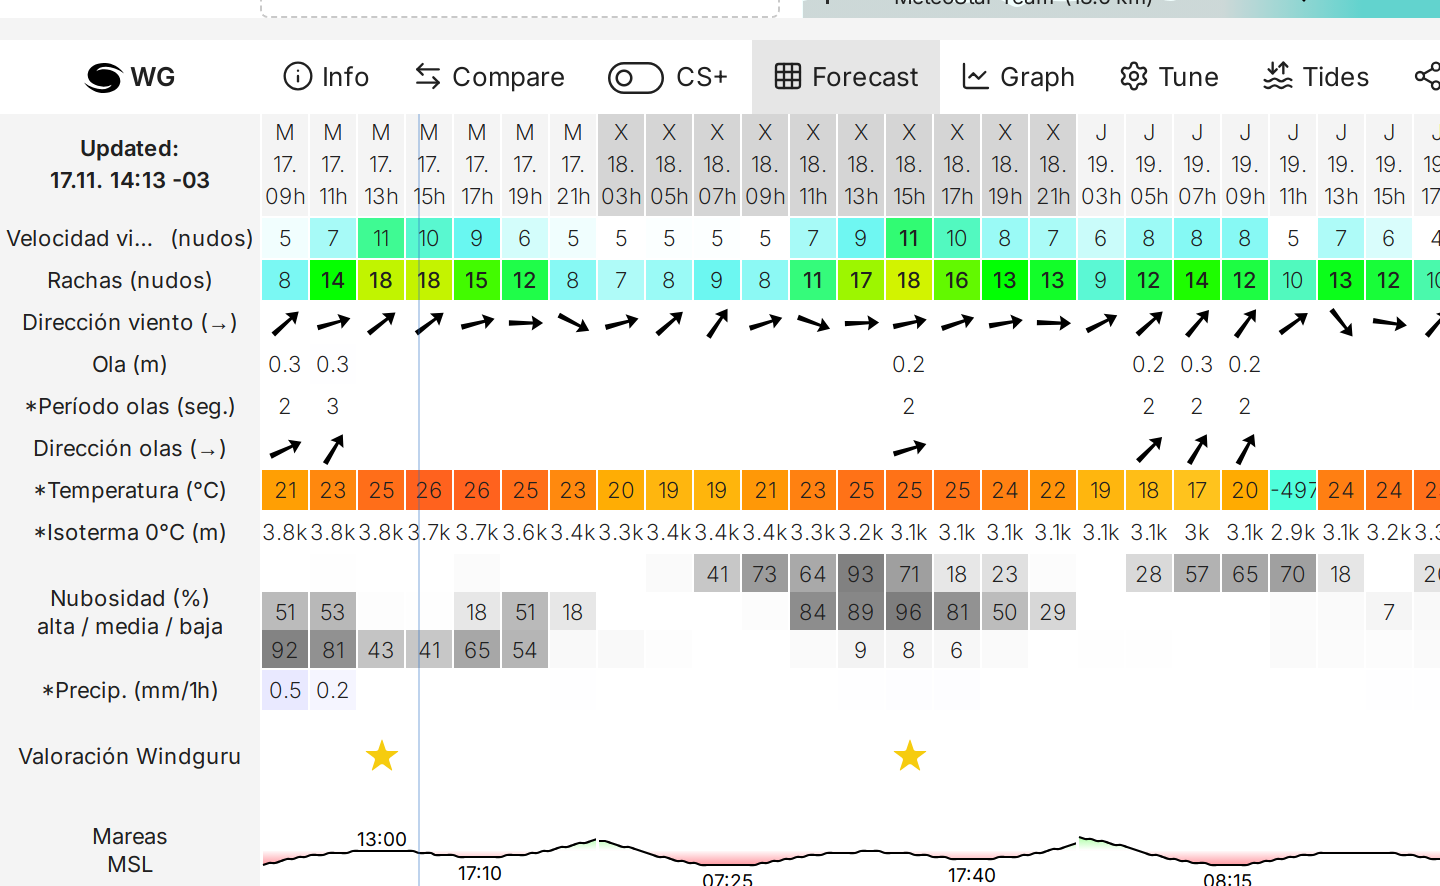 WG Info Compare CS+ Forecast Graph Tune Tides
M M M M M M M X X X X X X X X X X J J J J J J J
Updated: 17. 17. 17. 17. 17. 17. 17. 18. 18. 18. 18. 18. 18. 18. 18. 18. 18. 19. 19. 19. 19. 19. 19. 19.
17.11. 14:13 -03 09h 11h 13h 15h 17h 19h 21h 03h 05h 07h 09h 11h 13h 15h 17h 19h 21h 03h 05h 07h 09h 11h 13h 15h
Velocidad vi... (nudos) 5 7 11 10 9 6 5 5 5 5 5 7 9 11 10 8 7 6 8 8 8 5 7 6 4
Rachas (nudos) 8 14 18 18 15 12 8 7 8 9 8 11 17 18 16 13 13 9 12 14 12 10 13 12
Dirección viento (→)
Ola (m) 0.3 0.3 0.2 0.2 0.3 0.2
*Período olas (seg.) 2 3 2 2 2 2
Dirección olas (→)
*Temperatura (°C) 21 23 25 26 26 25 23 20 19 19 21 23 25 25 25 24 22 19 18 17 20 -497 24 24
*Isoterma 0°C (m) 3.8k 3.8k 3.8k 3.7k 3.7k 3.6k 3.4k 3.3k 3.4k 3.4k 3.4k 3.3k 3.2k 3.1k 3.1k 3.1k 3.1k 3.1k 3.1k 3k 3.1k 2.9k 3.1k 3.2k
41 73 64 93 71 18 23 28 57 65 70 18
Nubosidad (%) 51 53 18 51 18 84 89 96 81 50 29 7
alta / media / baja 92 81 43 41 65 54 9 8 6
*Precip. (mm/1h) 0.5 0.2
Valoración Windguru
Mareas 13:00
MSL 17:10 07:25 17:40 08:15